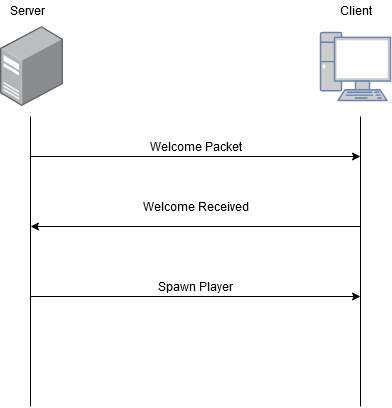 Server
Client
Welcome Packet
Welcome Received
Spawn Player